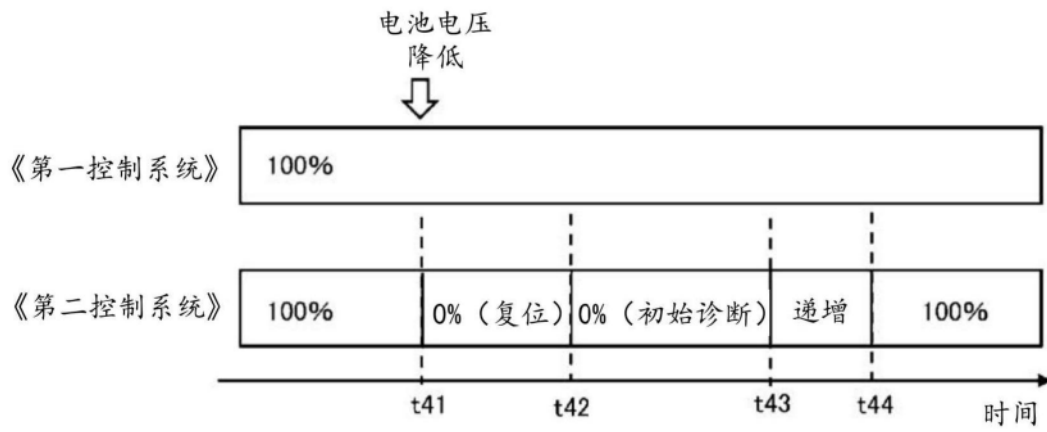 电池电压
降低
《第一控制系统》
100%
《第二控制系统》
100%
0%（复位）
0%（初始诊断）
递增
100%
t41
t42
t43
t44
时间